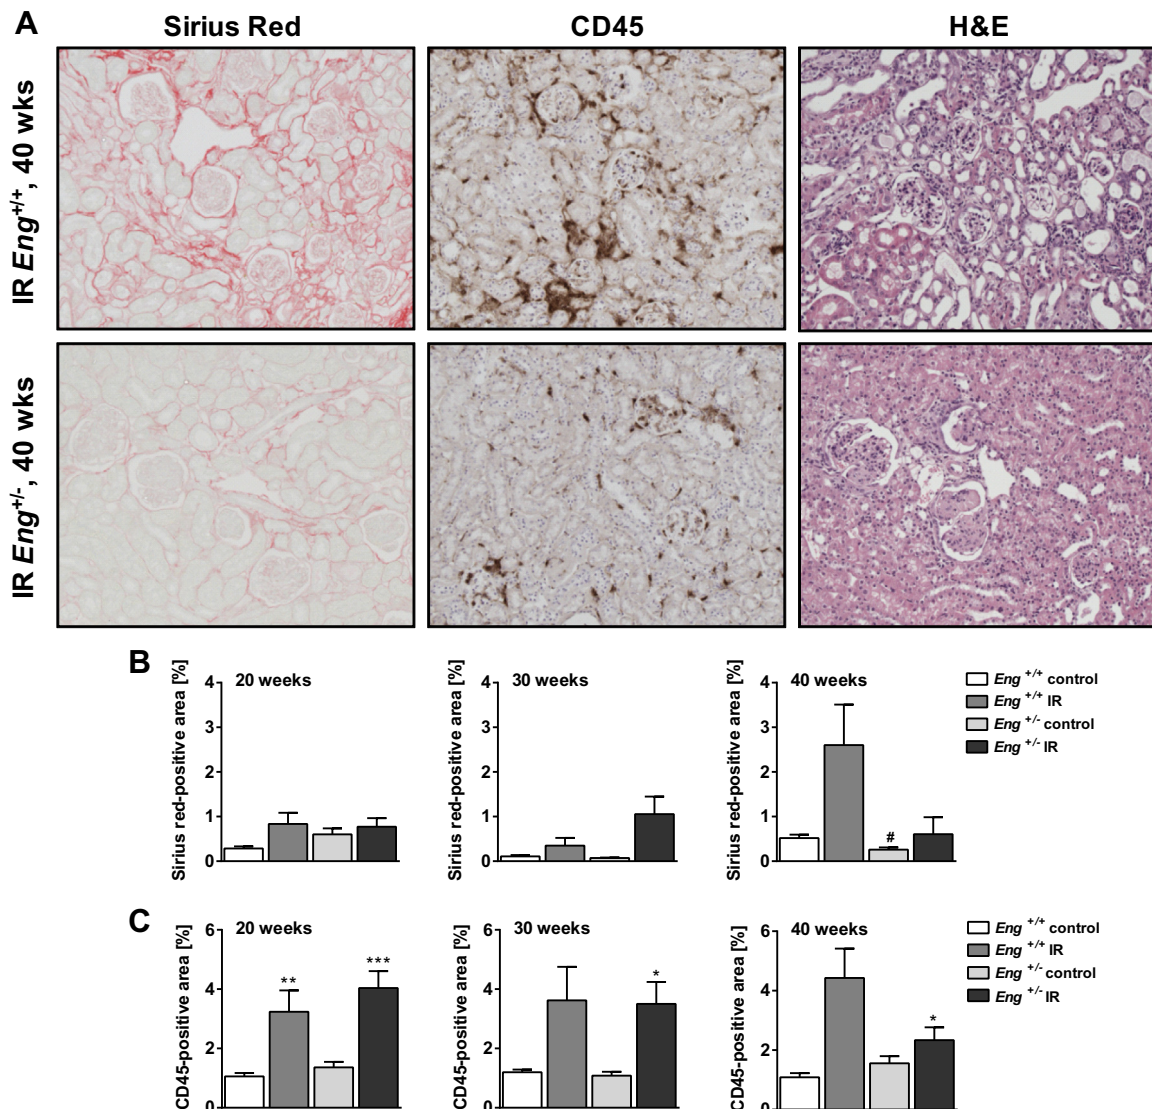 A
Sirius Red
CD45
H&E
IR Eng+/+, 40 wks
IR Eng+/-, 40 wks
B
Sirius red-positive area [%]
20 weeks
4
3
2
1
0
Sirius red-positive area [%]
30 weeks
4
3
2
1
0
Sirius red-positive area [%]
40 weeks
4
3
2
1
0
#
Eng +/+ control
Eng +/+ IR
Eng +/- control
Eng +/- IR
C
CD45-positive area [%]
20 weeks
6
4
2
0
**
***
CD45-positive area [%]
30 weeks
6
4
2
0
*
CD45-positive area [%]
40 weeks
6
4
2
0
*
Eng +/+ control
Eng +/+ IR
Eng +/- control
Eng +/- IR